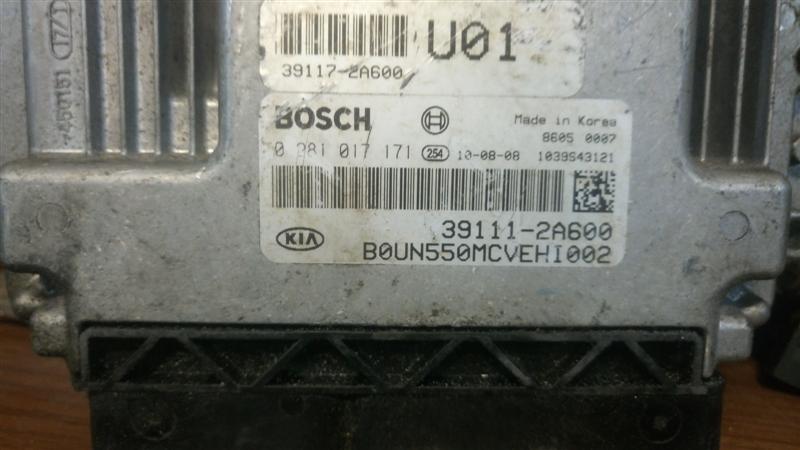 U01
39117-2A600
BOSCH
Made in Korea
8605 0007
0 281 017 171 254 10-08-08 1039S43121
39111-2A600
KIA
B0UN550MCVEHI002